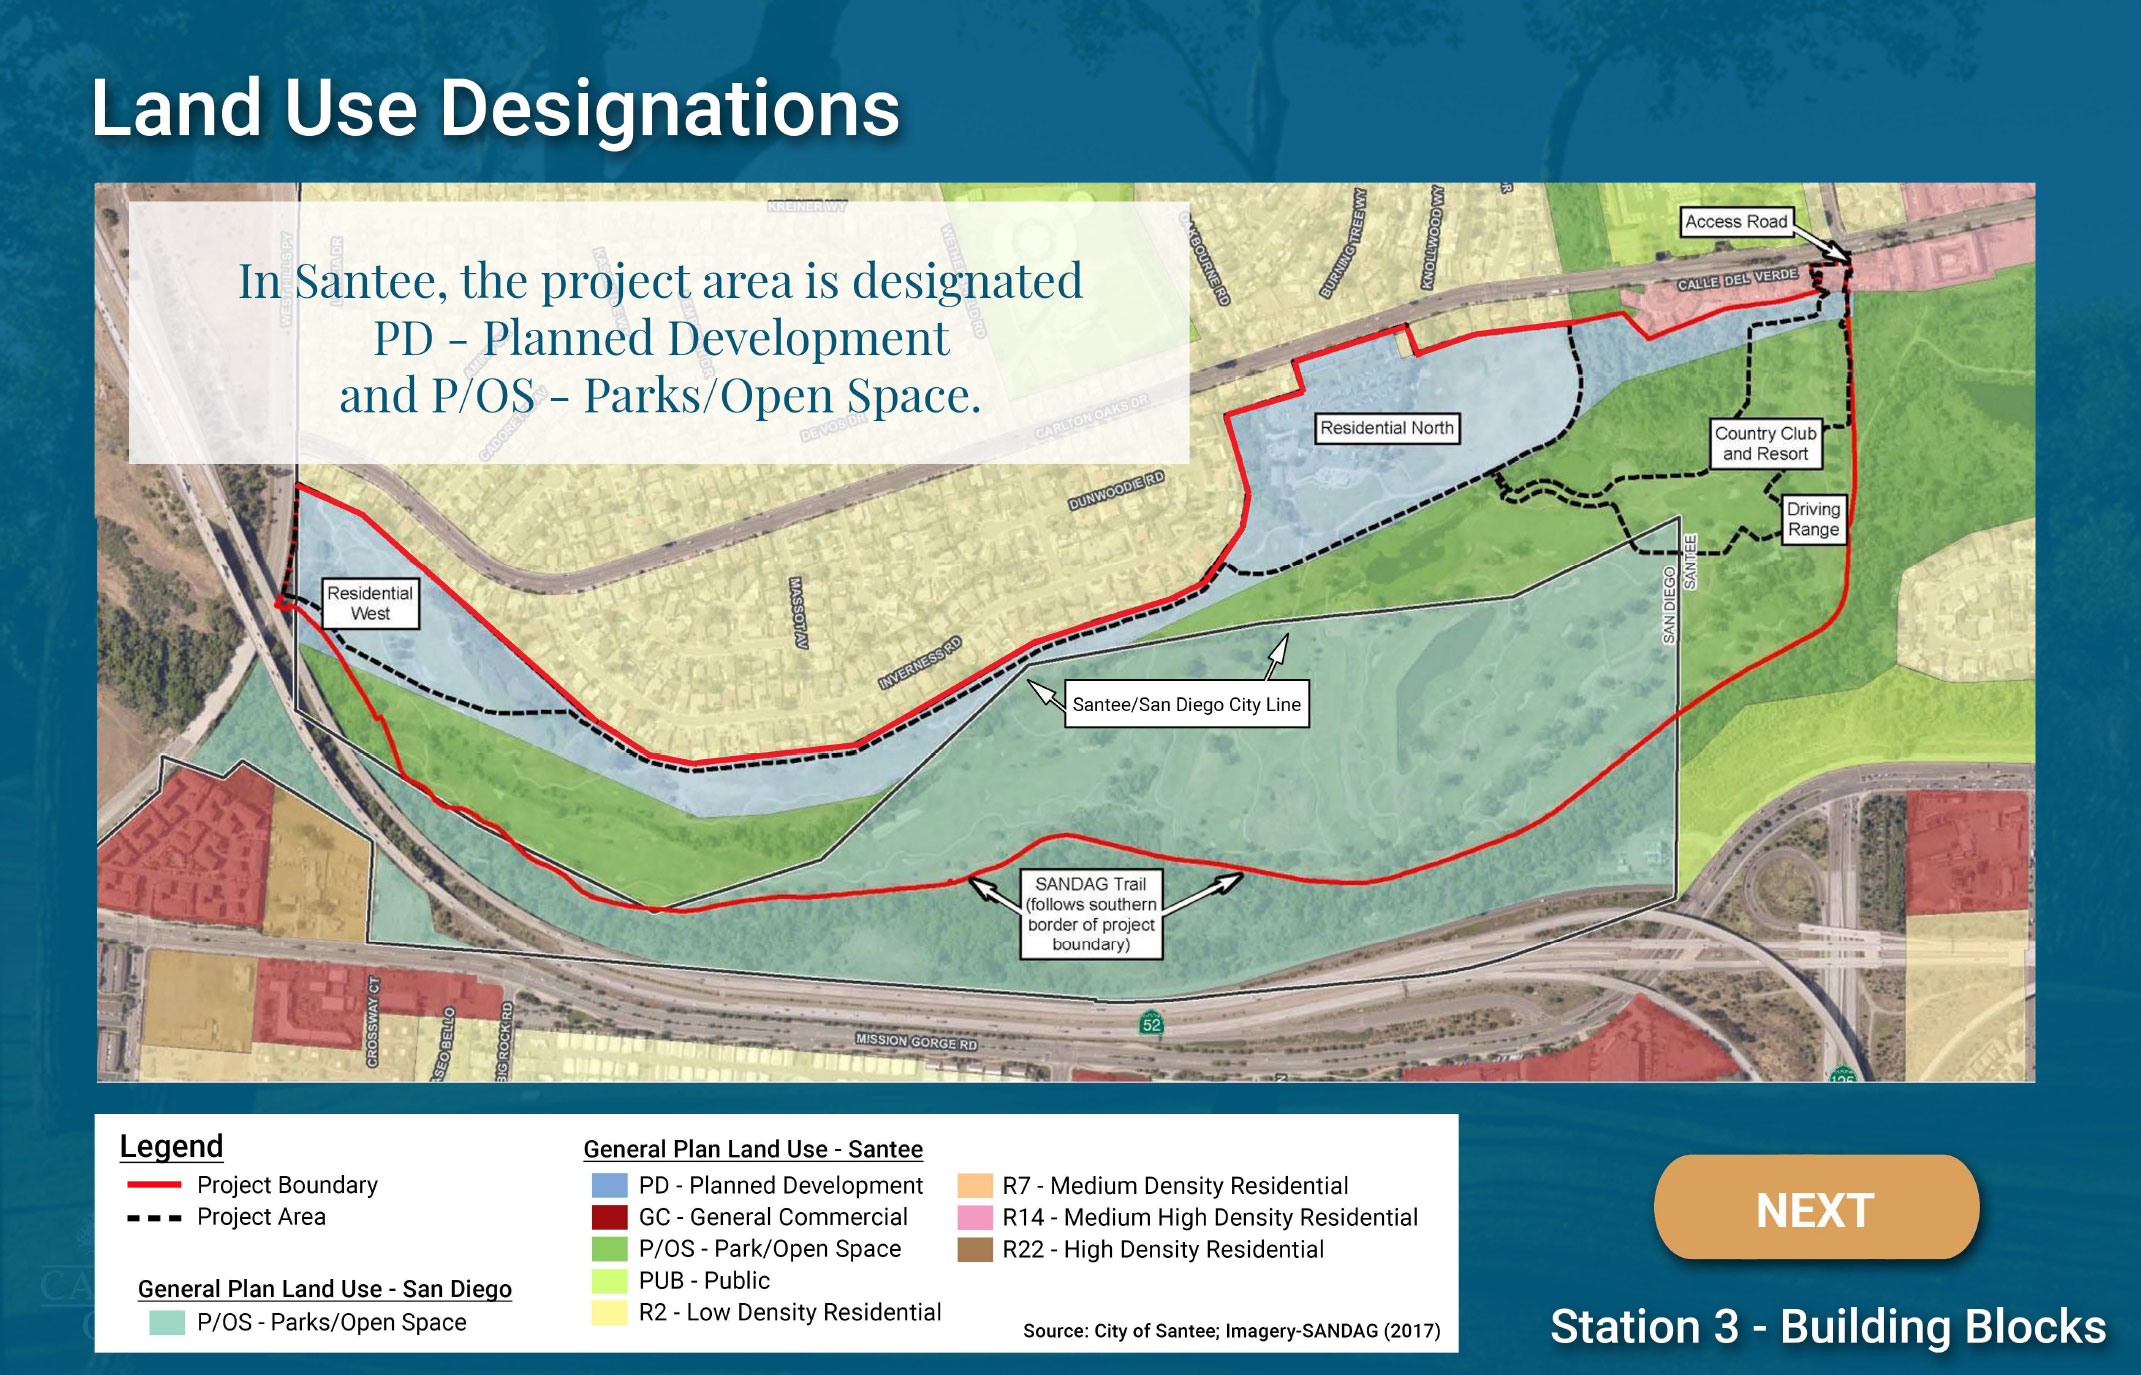 Land Use Designations
In Santee, the project area is designated
PD - Planned Development
and P/OS - Parks/Open Space.
KREINER WY
BURNING TREE WY
KNOLLWOOD WY
Access Road
CALLE DEL VERDE
CARLTON OAKS DR
DE VOS DR
Residential North
Country Club
and Resort
DUNWOODIE RD
Driving
Range
SAN DIEGO
SANTEE
Residential
West
MASSOT AV
INVERNESS RD
Santee/San Diego City Line
SANDAG Trail
(follows southern
border of project
boundary)
CROSSWAY CT
BIG ROCK RD
MISSION GORGE RD
52
Legend
Project Boundary
Project Area
General Plan Land Use - San Diego
P/OS - Parks/Open Space
General Plan Land Use - Santee
PD - Planned Development
GC - General Commercial
P/OS - Park/Open Space
PUB - Public
R2 - Low Density Residential
R7 - Medium Density Residential
R14 - Medium High Density Residential
R22 - High Density Residential
Source: City of Santee; Imagery-SANDAG (2017)
NEXT
Station 3 - Building Blocks